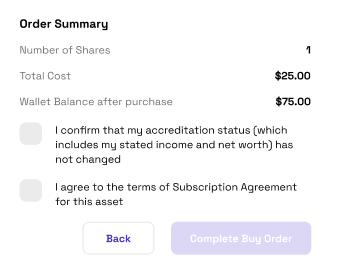 Order Summary
Number of Shares 1
Total Cost $25.00
Wallet Balance after purchase $75.00
I confirm that my accreditation status (which
includes my stated income and net worth) has
not changed
I agree to the terms of Subscription Agreement
for this asset
Back Complete Buy Order